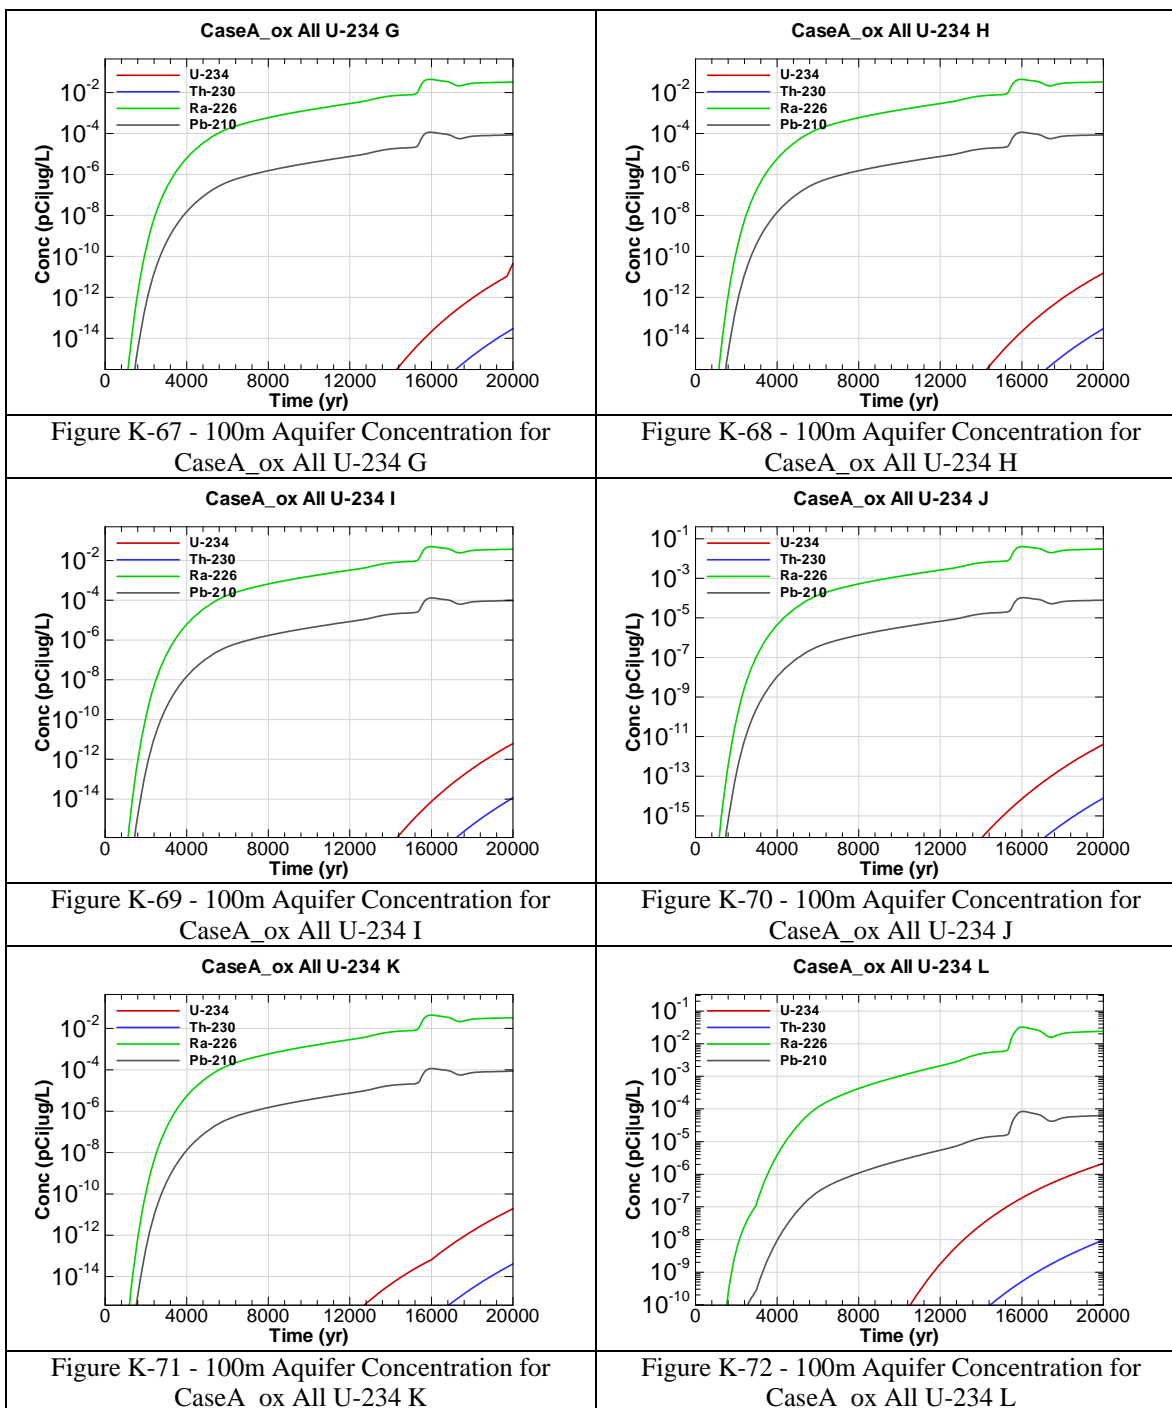 CaseA_ox All U-234 G
U-234
Th-230
Ra-226
Pb-210
Conc (pCi|ug/L)
10^-2
10^-4
10^-6
10^-8
10^-10
10^-12
10^-14
0 4000 8000 12000 16000 20000
Time (yr)
Figure K-67 - 100m Aquifer Concentration for
CaseA_ox All U-234 G
CaseA_ox All U-234 H
U-234
Th-230
Ra-226
Pb-210
Conc (pCi|ug/L)
10^-2
10^-4
10^-6
10^-8
10^-10
10^-12
10^-14
0 4000 8000 12000 16000 20000
Time (yr)
Figure K-68 - 100m Aquifer Concentration for
CaseA_ox All U-234 H
CaseA_ox All U-234 I
U-234
Th-230
Ra-226
Pb-210
Conc (pCi|ug/L)
10^-2
10^-4
10^-6
10^-8
10^-10
10^-12
10^-14
0 4000 8000 12000 16000 20000
Time (yr)
Figure K-69 - 100m Aquifer Concentration for
CaseA_ox All U-234 I
CaseA_ox All U-234 J
U-234
Th-230
Ra-226
Pb-210
Conc (pCi|ug/L)
10^-1
10^-3
10^-5
10^-7
10^-9
10^-11
10^-13
10^-15
0 4000 8000 12000 16000 20000
Time (yr)
Figure K-70 - 100m Aquifer Concentration for
CaseA_ox All U-234 J
CaseA_ox All U-234 K
U-234
Th-230
Ra-226
Pb-210
Conc (pCi|ug/L)
10^-2
10^-4
10^-6
10^-8
10^-10
10^-12
10^-14
0 4000 8000 12000 16000 20000
Time (yr)
Figure K-71 - 100m Aquifer Concentration for
CaseA_ox All U-234 K
CaseA_ox All U-234 L
U-234
Th-230
Ra-226
Pb-210
Conc (pCi|ug/L)
10^-1
10^-2
10^-3
10^-4
10^-5
10^-6
10^-7
10^-8
10^-9
10^-10
0 4000 8000 12000 16000 20000
Time (yr)
Figure K-72 - 100m Aquifer Concentration for
CaseA_ox All U-234 L